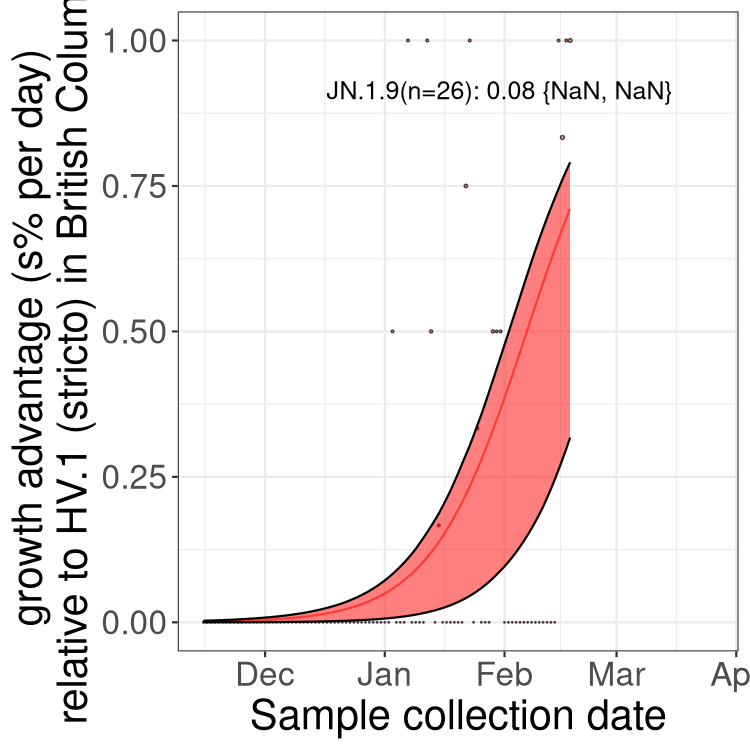 growth advantage (s% per day)
relative to HV.1 (stricto) in British Colum
1.00
0.75
0.50
0.25
0.00
JN.1.9(n=26): 0.08 {NaN, NaN}
Dec Jan Feb Mar Ap
Sample collection date